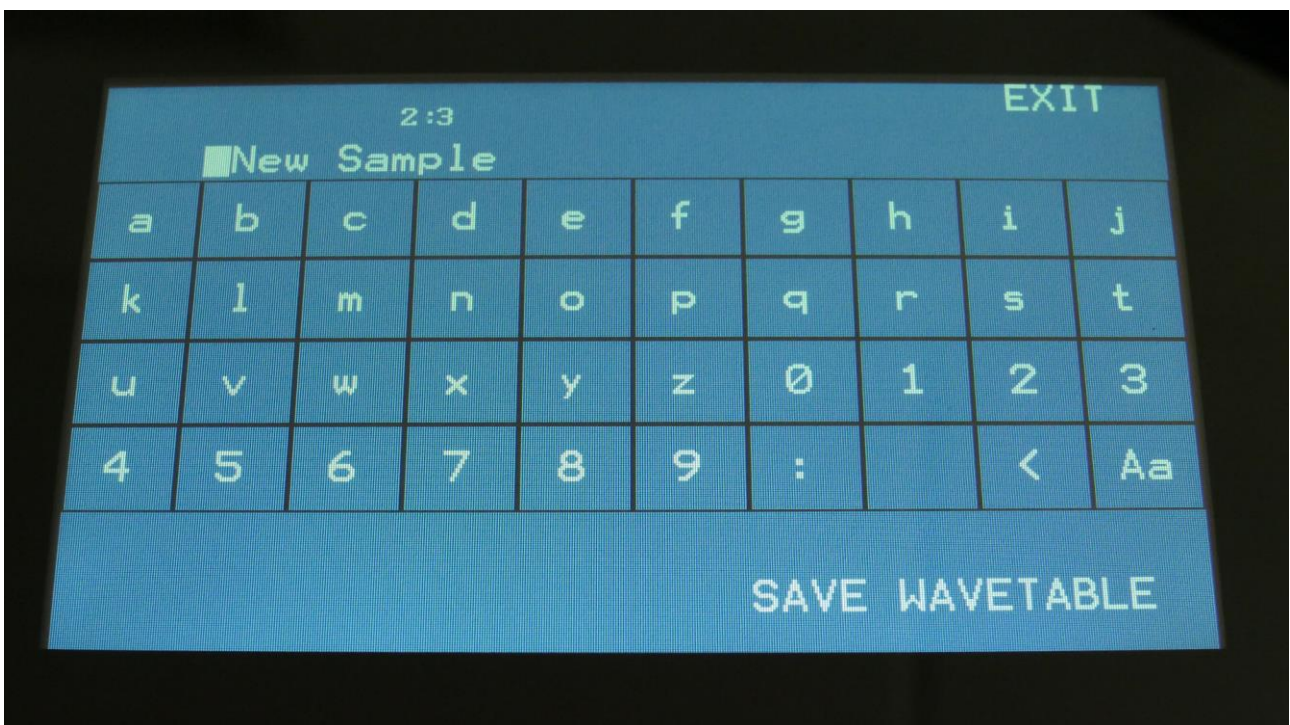 EXIT
2:3
New Sample
a b c d e f g h i j
k l m n o p q r s t
u v w x y z 0 1 2 3
4 5 6 7 8 9 : < Aa
SAVE WAVETABLE